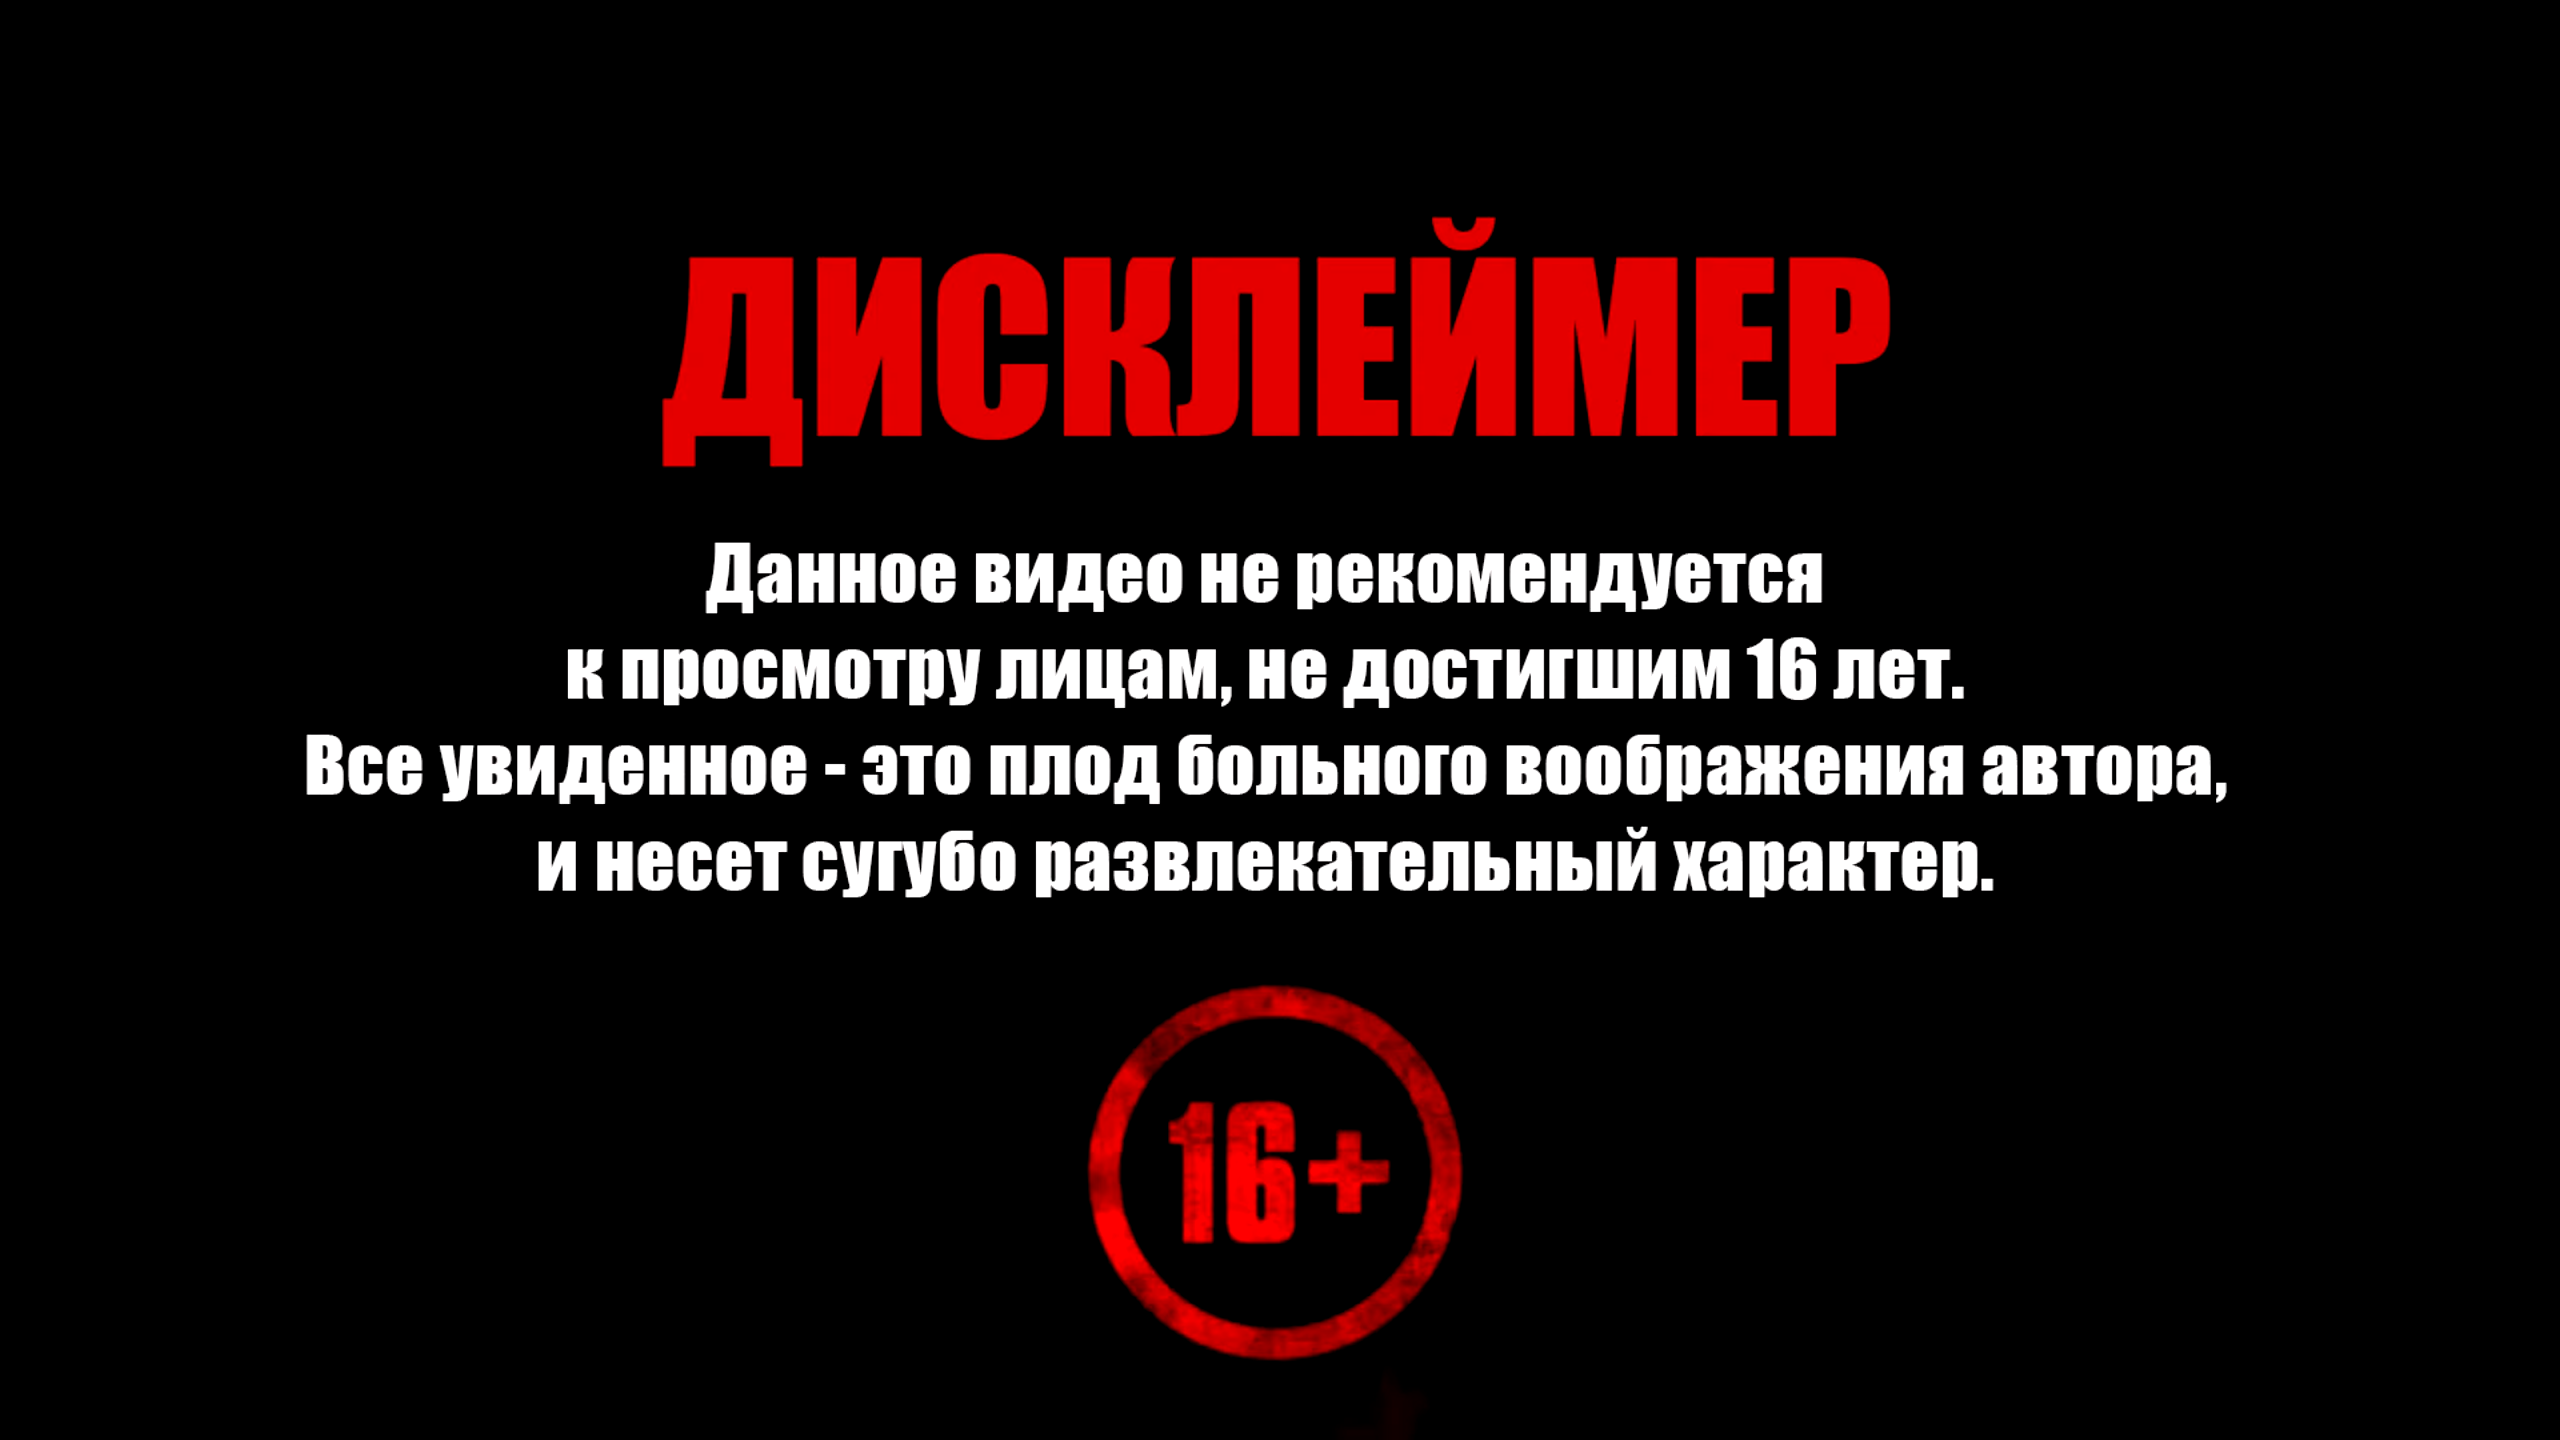 ДИСКЛЕЙМЕР
Данное видео не рекомендуется
к просмотру лицам, не достигшим 16 лет.
Все увиденное - это плод больного воображения автора,
и несет сугубо развлекательный характер.
16+